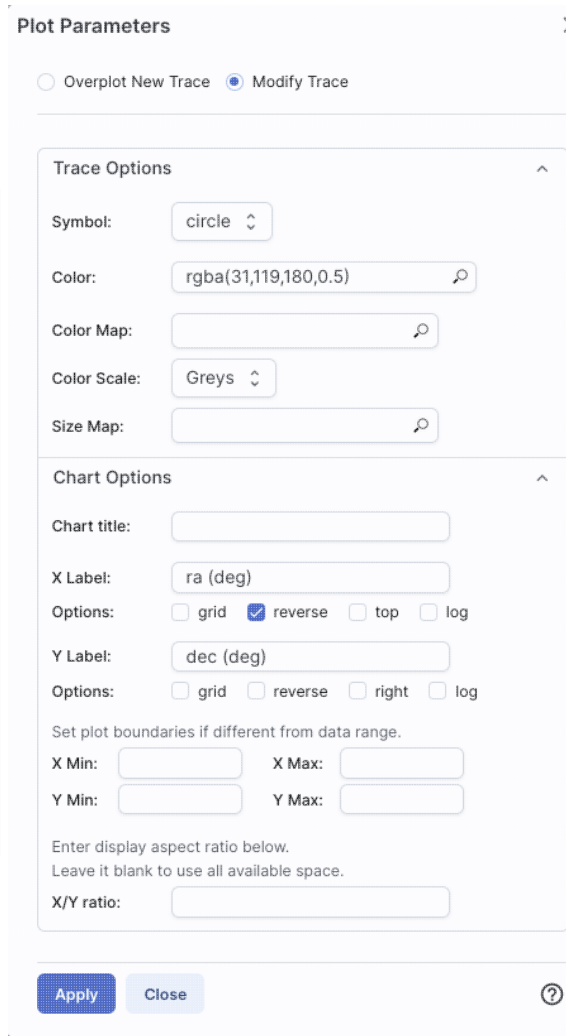 Plot Parameters
Overplot New Trace Modify Trace
Trace Options
Symbol: circle
Color: rgba(31,119,180,0.5)
Color Map:
Color Scale: Greys
Size Map:
Chart Options
Chart title:
X Label: ra (deg)
Options: grid reverse top log
Y Label: dec (deg)
Options: grid reverse right log
Set plot boundaries if different from data range.
X Min: X Max:
Y Min: Y Max:
Enter display aspect ratio below.
Leave it blank to use all available space.
X/Y ratio:
Apply Close